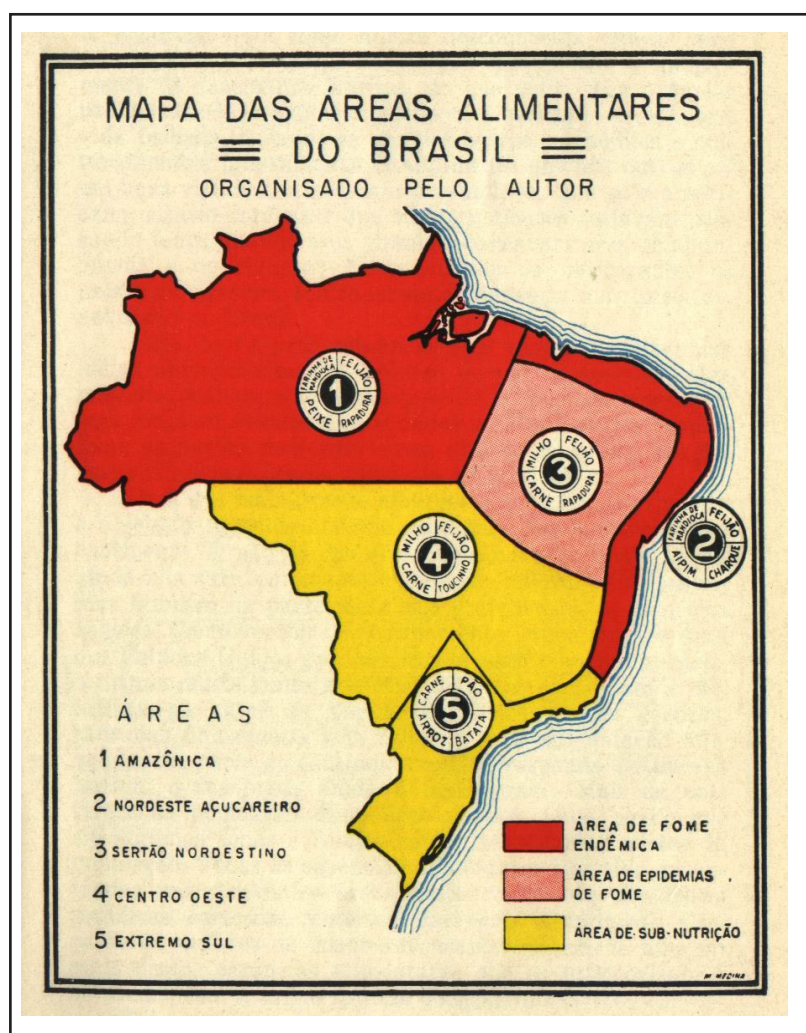 MAPA DAS ÁREAS ALIMENTARES
DO BRASIL
ORGANISADO PELO AUTOR
FARINHA DE MANDIOCA
FEIJÃO
1
PEIXE
RAPADURA
MILHO
FEIJÃO
3
CARNE
RAPADURA
FARINHA DE MANDIOCA
FEIJÃO
2
AIPIM
CHARQUE
MILHO
FEIJÃO
4
CARNE
TOUCINHO
CARNE
PÃO
5
ARROZ
BATATA
ÁREAS
1 AMAZÔNICA
2 NORDESTE AÇUCAREIRO
3 SERTÃO NORDESTINO
4 CENTRO OESTE
5 EXTREMO SUL
ÁREA DE FOME
ENDÊMICA
ÁREA DE EPIDEMIAS
DE FOME
ÁREA DE SUB-NUTRIÇÃO
M MEDINA